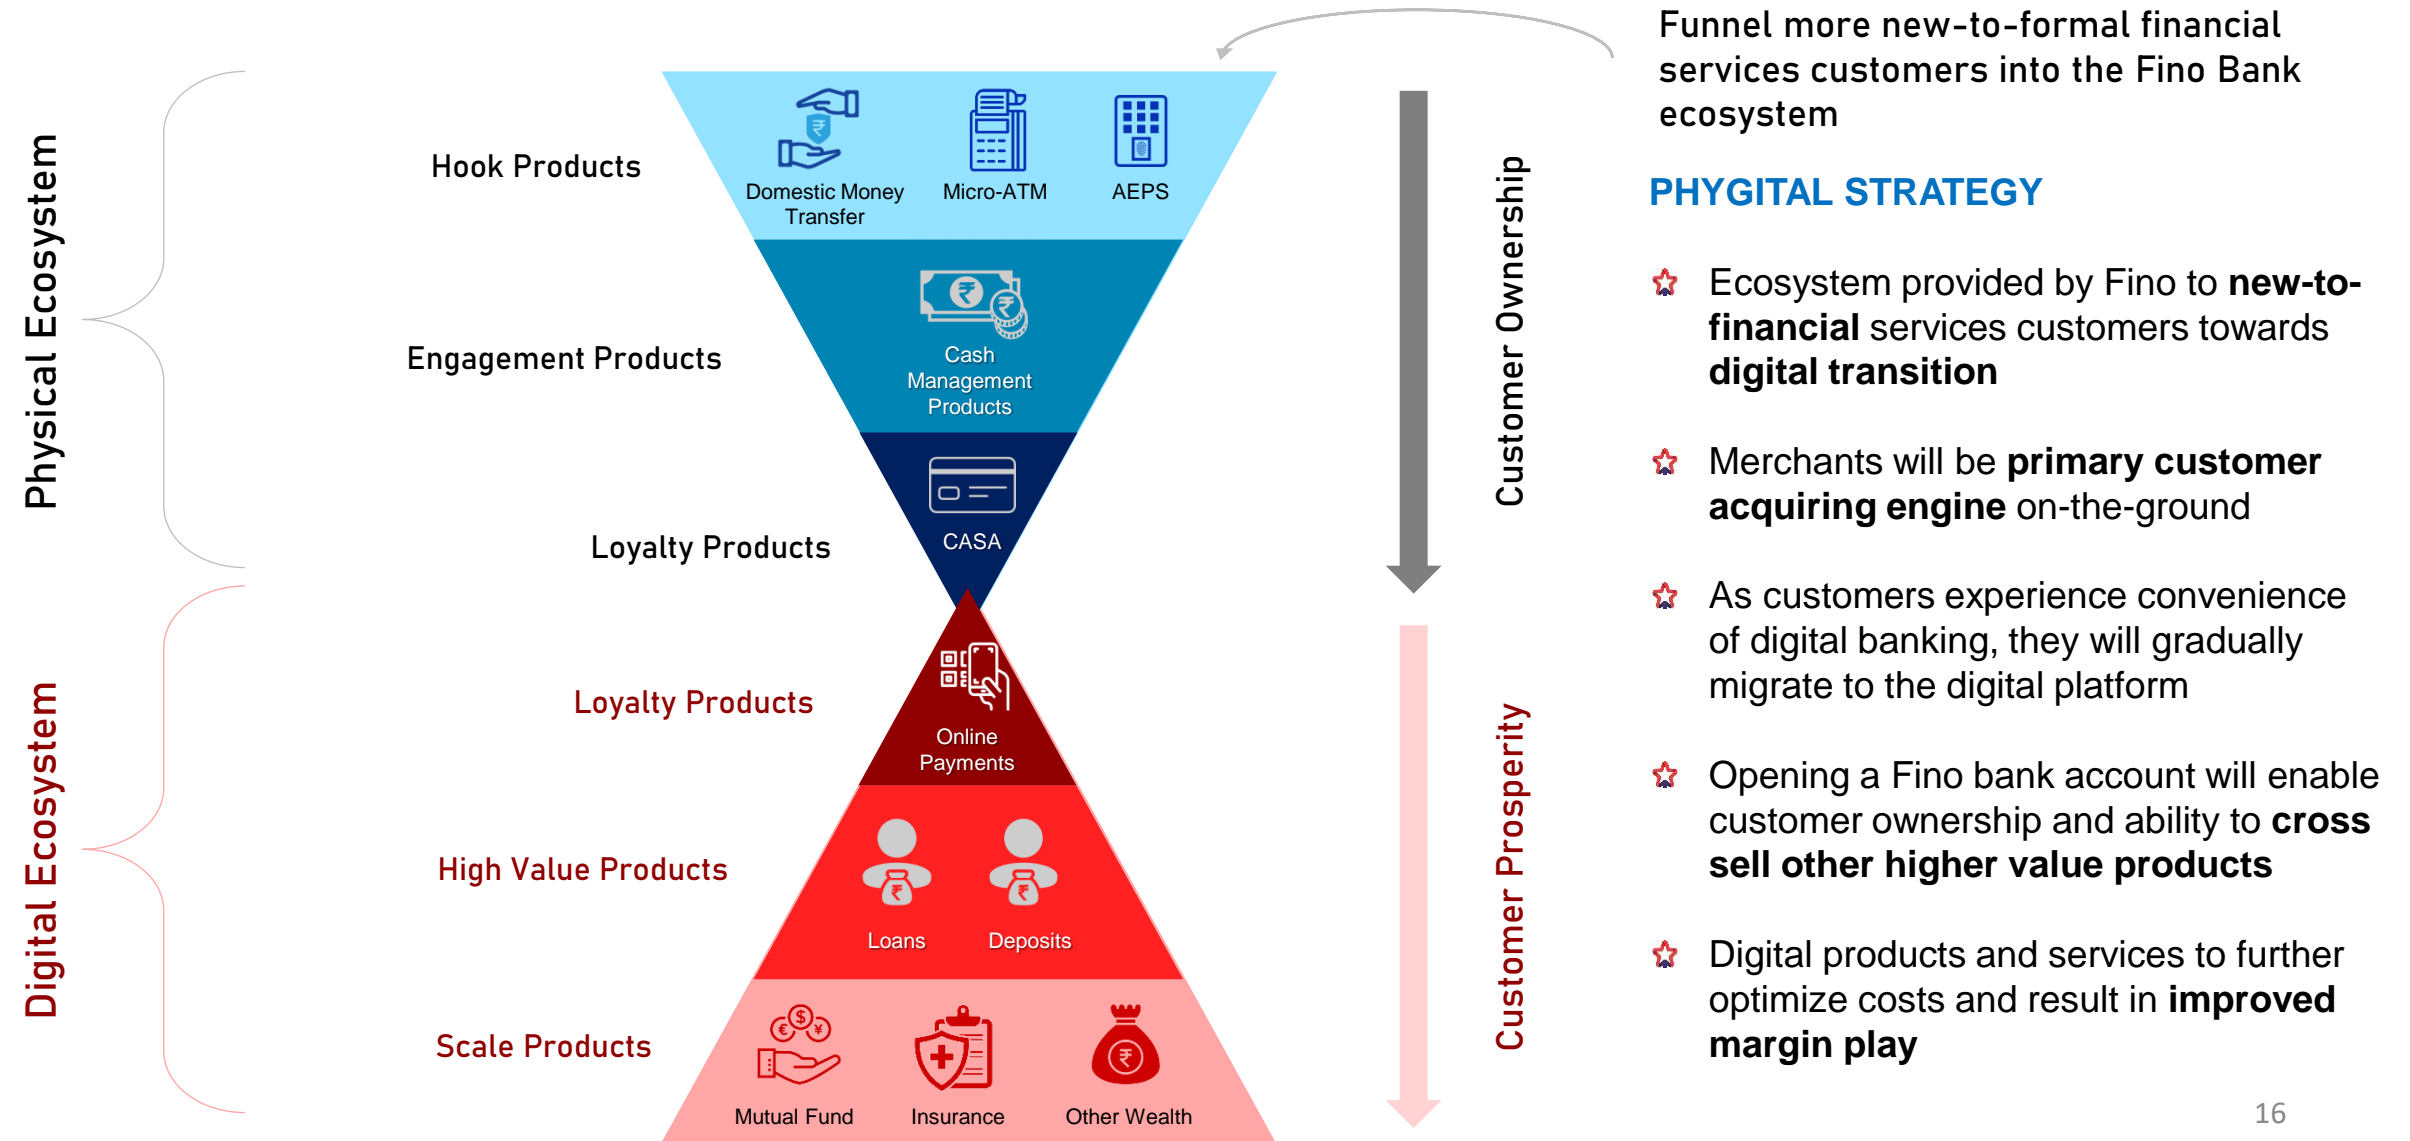 Funnel more new-to-formal financial
services customers into the Fino Bank
ecosystem
Physical Ecosystem
Hook Products
Domestic Money
Transfer
Micro-ATM
AEPS
Engagement Products
Cash
Management
Products
Loyalty Products
CASA
Customer Ownership
Digital Ecosystem
Loyalty Products
Online
Payments
High Value Products
Loans
Deposits
Scale Products
Mutual Fund
Insurance
Other Wealth
Customer Prosperity
PHYGITAL STRATEGY
Ecosystem provided by Fino to new-to-
financial services customers towards
digital transition
Merchants will be primary customer
acquiring engine on-the-ground
As customers experience convenience
of digital banking, they will gradually
migrate to the digital platform
Opening a Fino bank account will enable
customer ownership and ability to cross
sell other higher value products
Digital products and services to further
optimize costs and result in improved
margin play
16